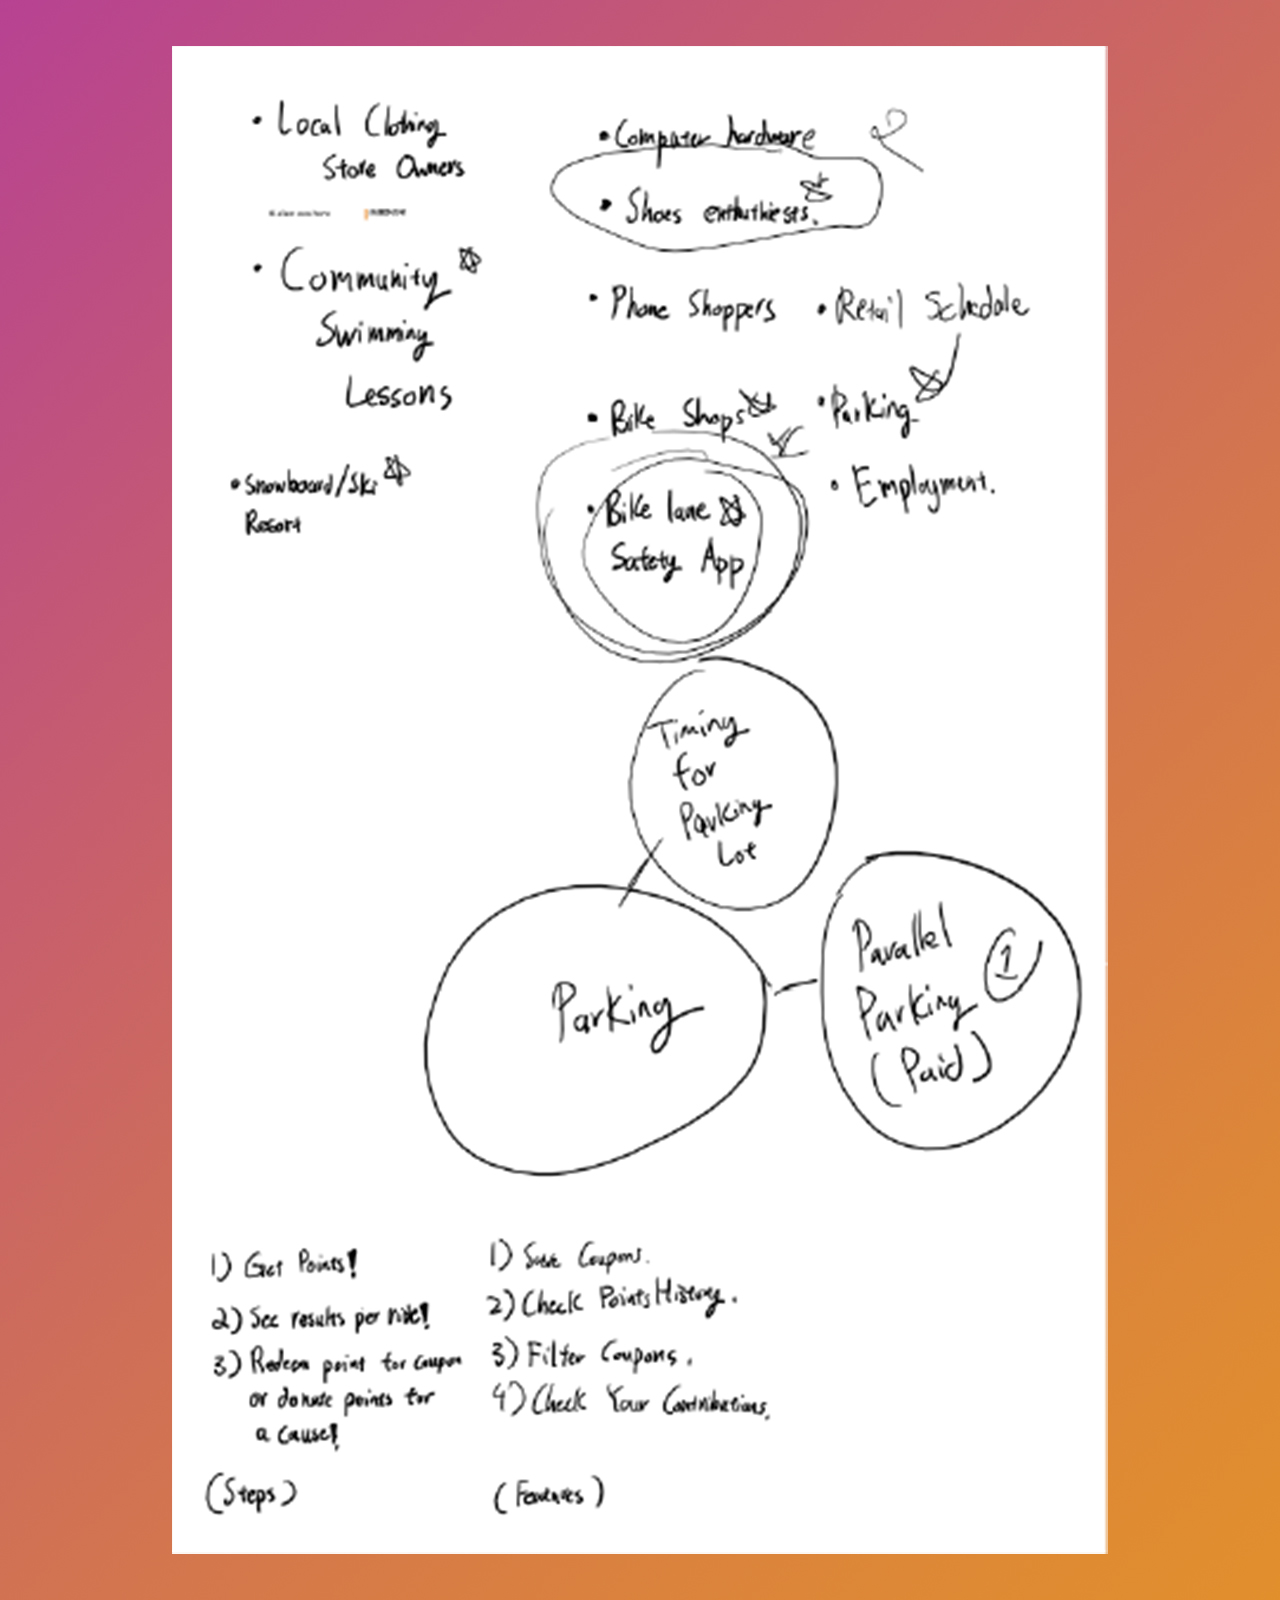 • Local Clothing
Store Owners
• Community
Swimming
Lessons
• Snowboard/Ski
Resort
• Computer hardware
• Shoes enthuthiests.
• Phone Shoppers
• Bike Shops
• Bike lane
Safety App
• Retail Schedale
• Parking
• Employment.
Timing
for
Parking
Lot
Parking
Parallel
Parking
(Paid)
1
1) Get Points!
2) See results per ride!
3) Redeem point for coupon
or donate points for
a cause!
(Steps)
1) Save Coupons.
2) Check Points History.
3) Filter Coupons.
4) Check Your Contributions.
(Features)